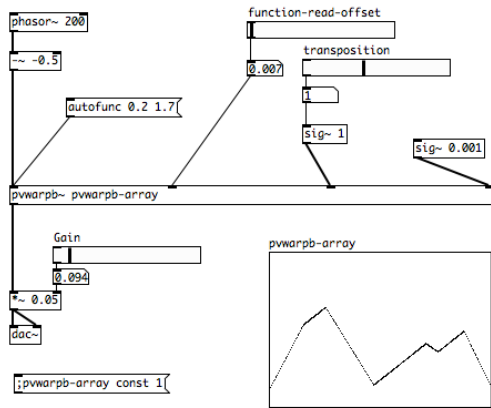 phasor~ 200
function-read-offset
transposition
-~ -0.5
0.007
1
autofunc 0.2 1.7
sig~ 1
sig~ 0.001
pvwarpb~ pvwarpb-array
Gain
pvwarpb-array
0.094
*~ 0.05
dac~
;pvwarpb-array const 1